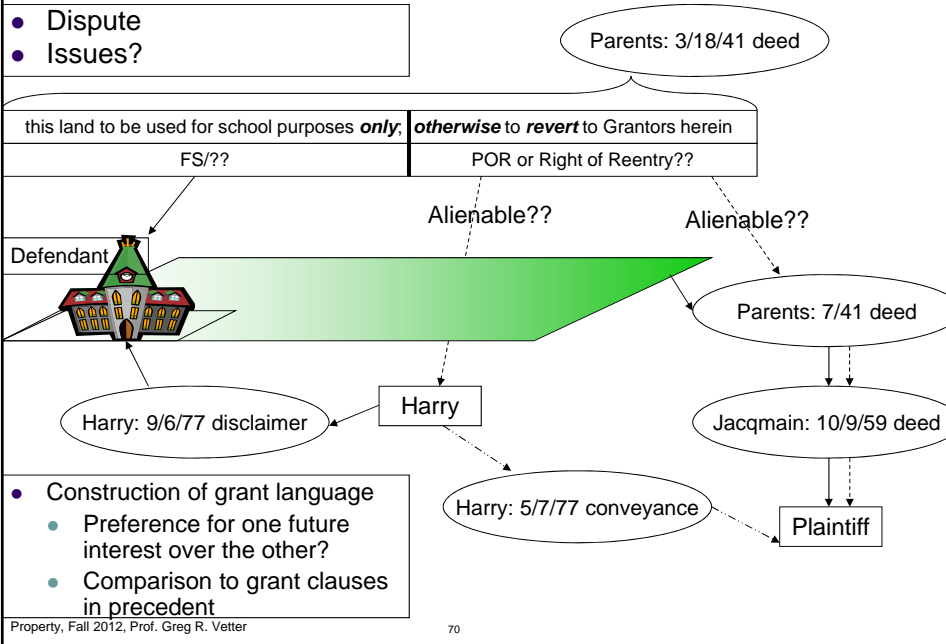 ● Dispute
● Issues?
Parents: 3/18/41 deed
this land to be used for school purposes only; otherwise to revert to Grantors herein
FS/??
POR or Right of Reentry??
Alienable??
Alienable??
Defendant
Parents: 7/41 deed
Harry: 9/6/77 disclaimer
Harry
Jacqmain: 10/9/59 deed
Harry: 5/7/77 conveyance
Plaintiff
● Construction of grant language
● Preference for one future
interest over the other?
● Comparison to grant clauses
in precedent
Property, Fall 2012, Prof. Greg R. Vetter
70